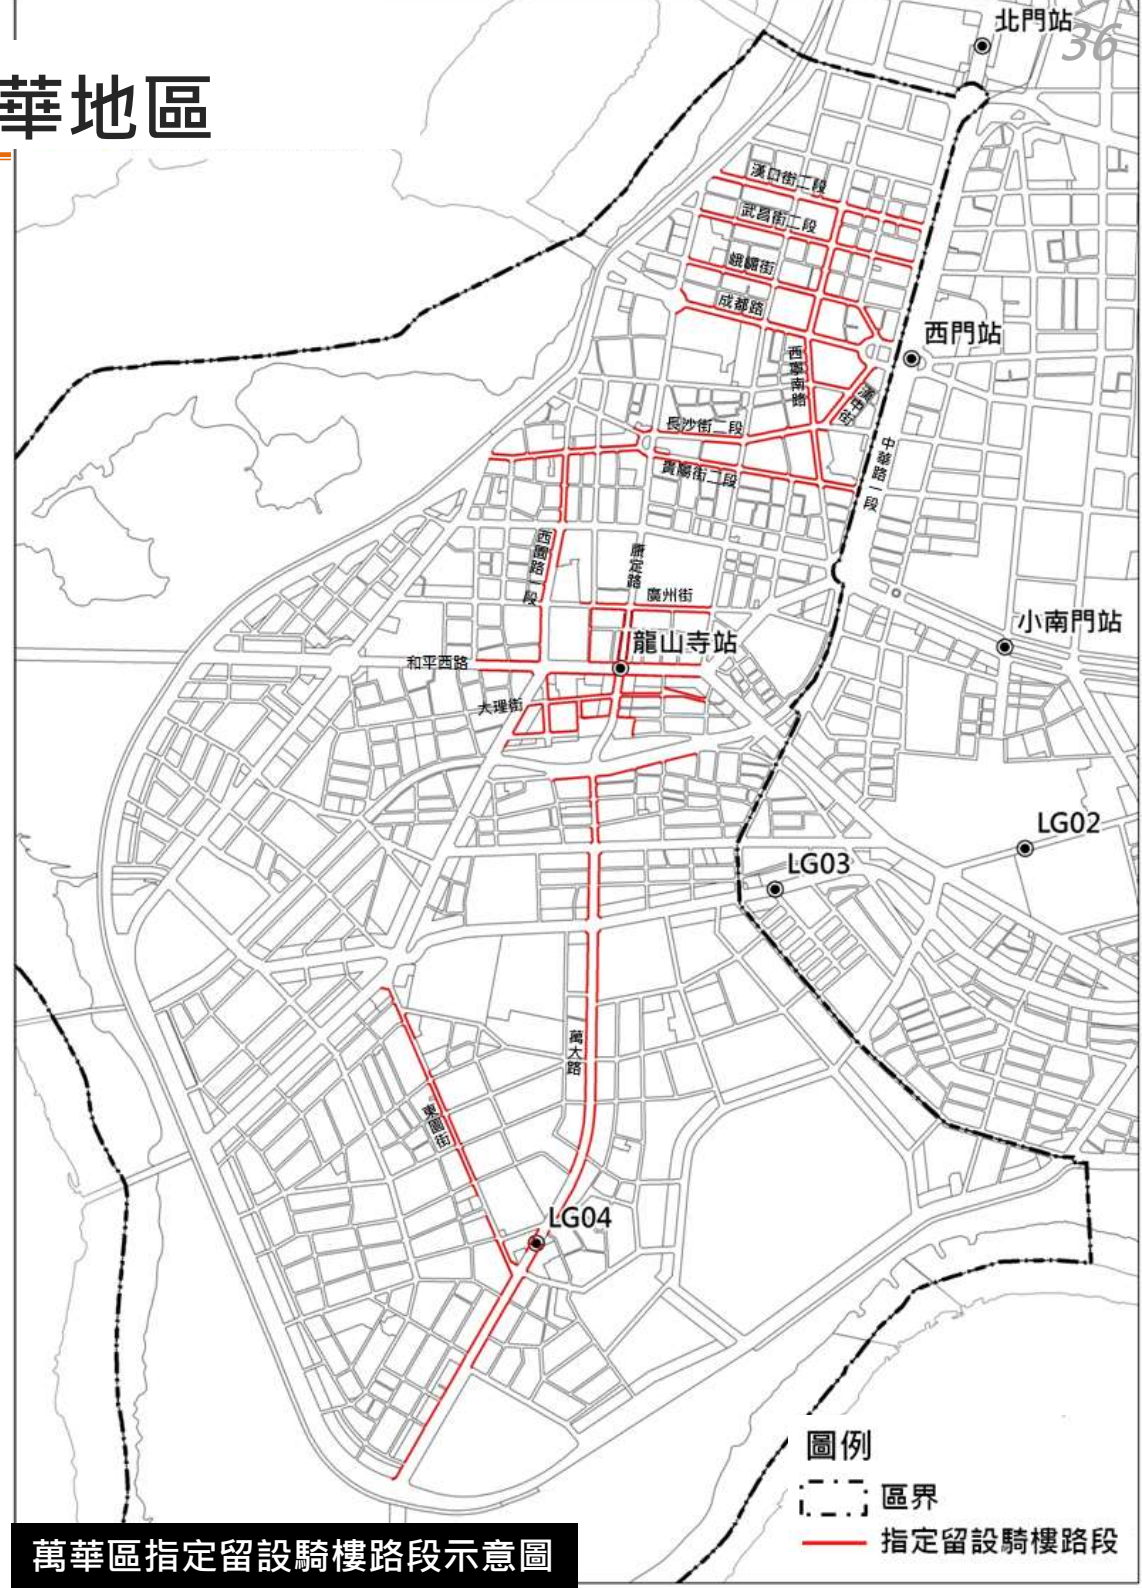 北門站
36
華地區
漢口街二段
武昌街二段
峨嵋街
成都路
西門站
西寧南路
漢中街
長沙街二段
中華路一段
貴陽街二段
西園路一段
康定路
廣州街
小南門站
龍山寺站
和平西路
大理街
LG02
LG03
萬大路
東園街
LG04
圖例
區界
指定留設騎樓路段
萬華區指定留設騎樓路段示意圖